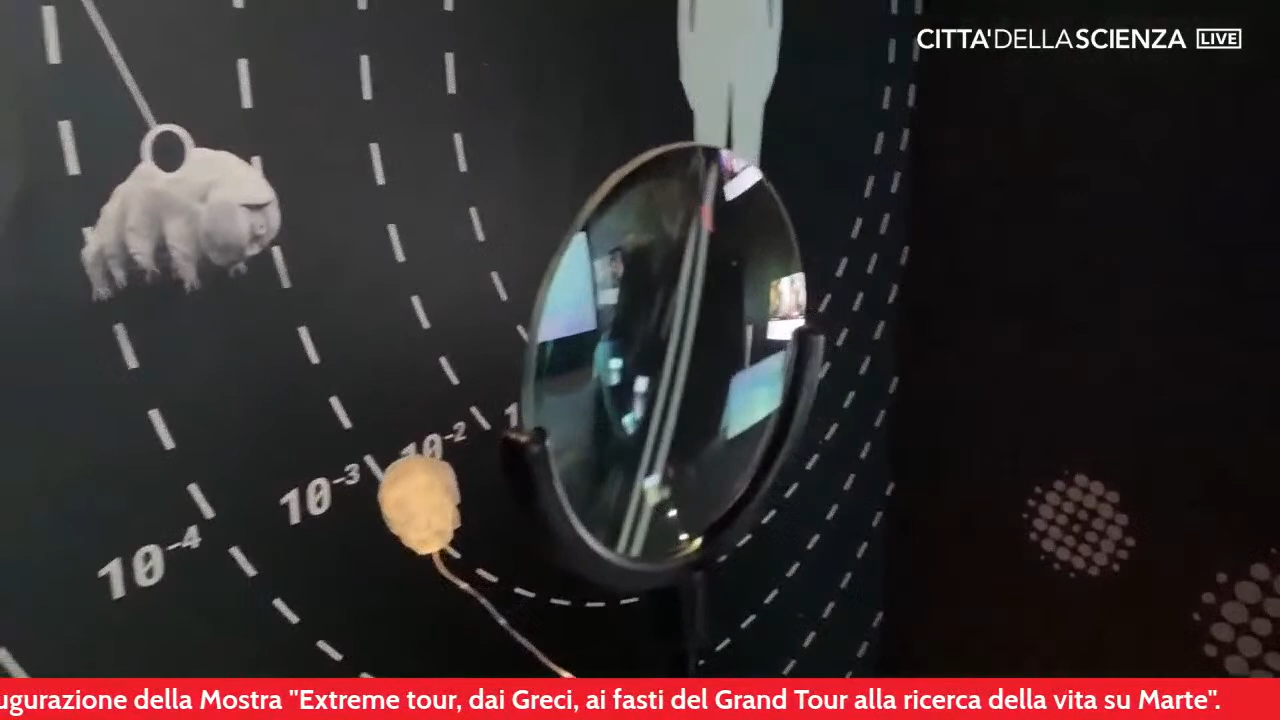 CITTA'DELLASCIENZA LIVE
10-2
10-3
10-4
ugurazione della Mostra "Extreme tour, dai Greci, ai fasti del Grand Tour alla ricerca della vita su Marte".